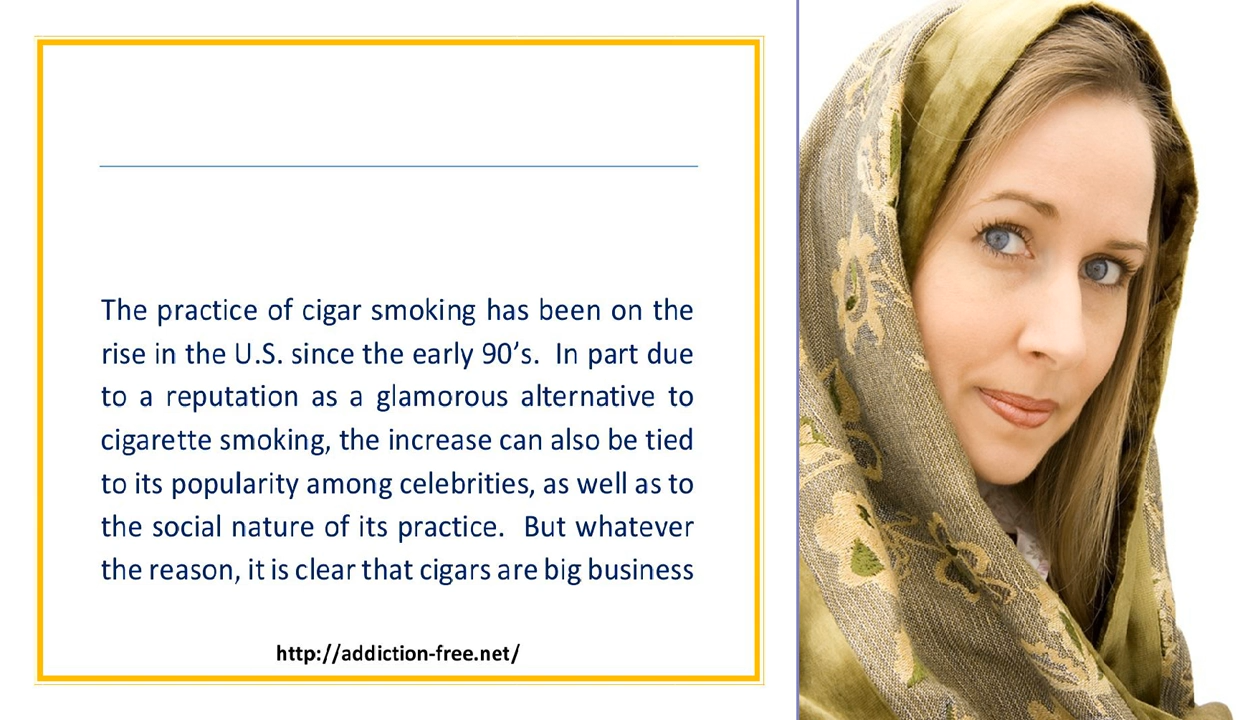 The practice of cigar smoking has been on the
rise in the U.S. since the early 90’s.  In part due
to a reputation as a glamorous alternative to
cigarette smoking, the increase can also be tied
to its popularity among celebrities, as well as to
the social nature of its practice.  But whatever
the reason, it is clear that cigars are big business
http://addiction-free.net/